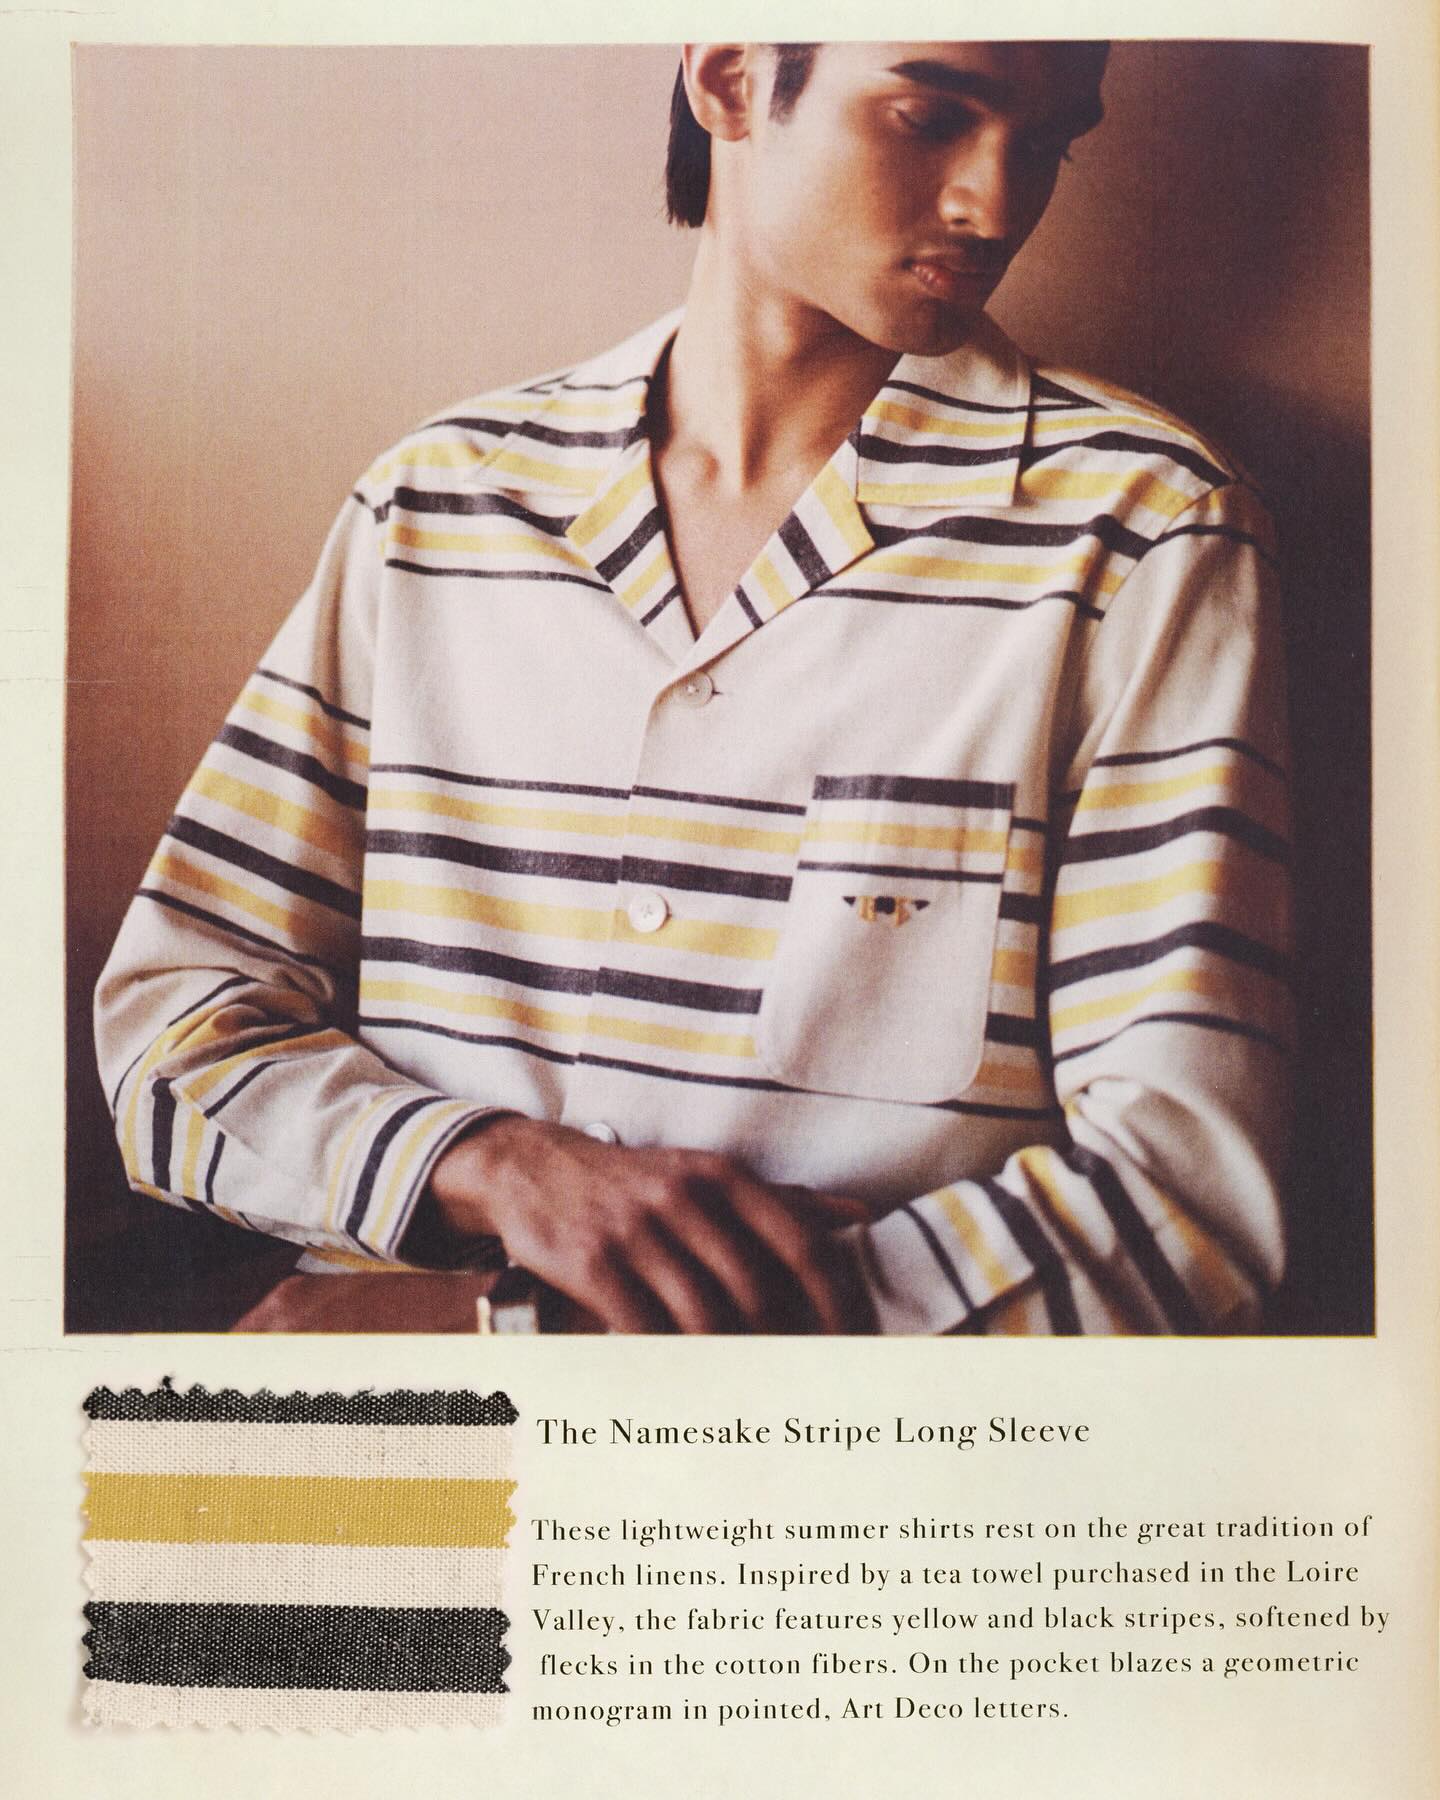 The Namesake Stripe Long Sleeve
These lightweight summer shirts rest on the great tradition of
French linens. Inspired by a tea towel purchased in the Loire
Valley, the fabric features yellow and black stripes, softened by
flecks in the cotton fibers. On the pocket blazes a geometric
monogram in pointed, Art Deco letters.